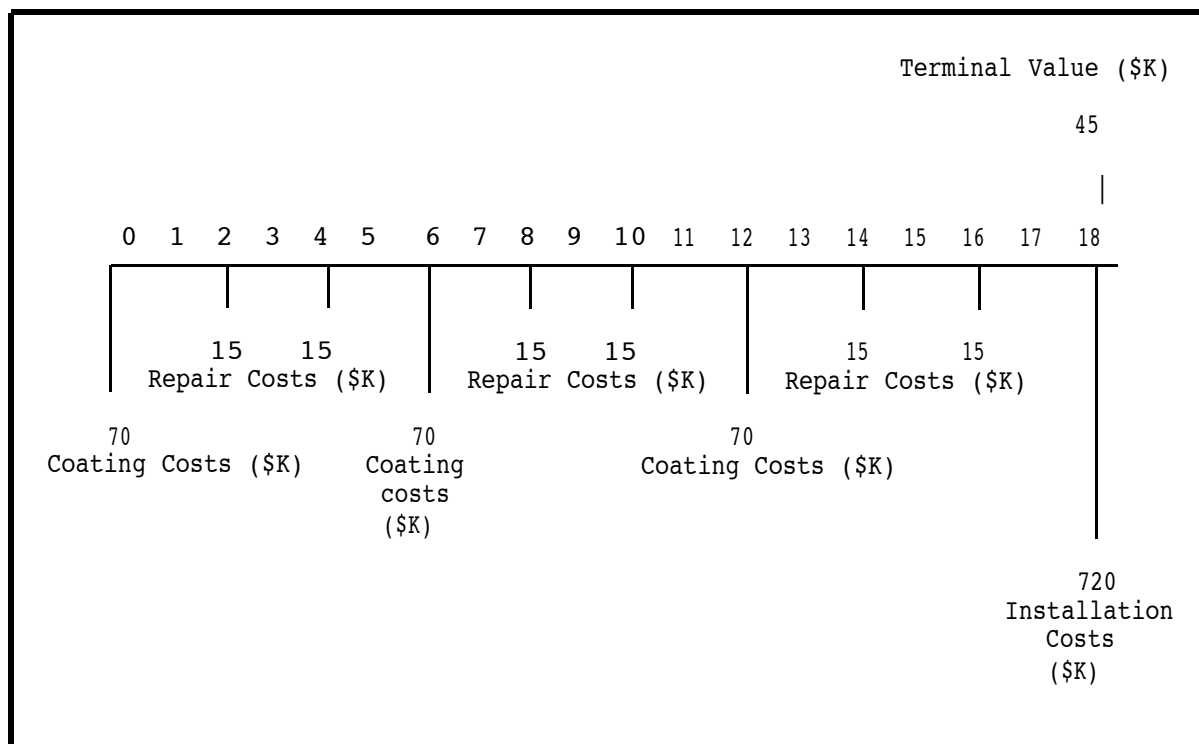 Terminal Value ($K)
45
0 1 2 3 4 5 6 7 8 9 10 11 12 13 14 15 16 17 18
15 15 15 15 15 15
Repair Costs ($K) Repair Costs ($K) Repair Costs ($K)
70 70 70
Coating Costs ($K) Coating Coating Costs ($K)
costs
($K)
720
Installation
Costs
($K)